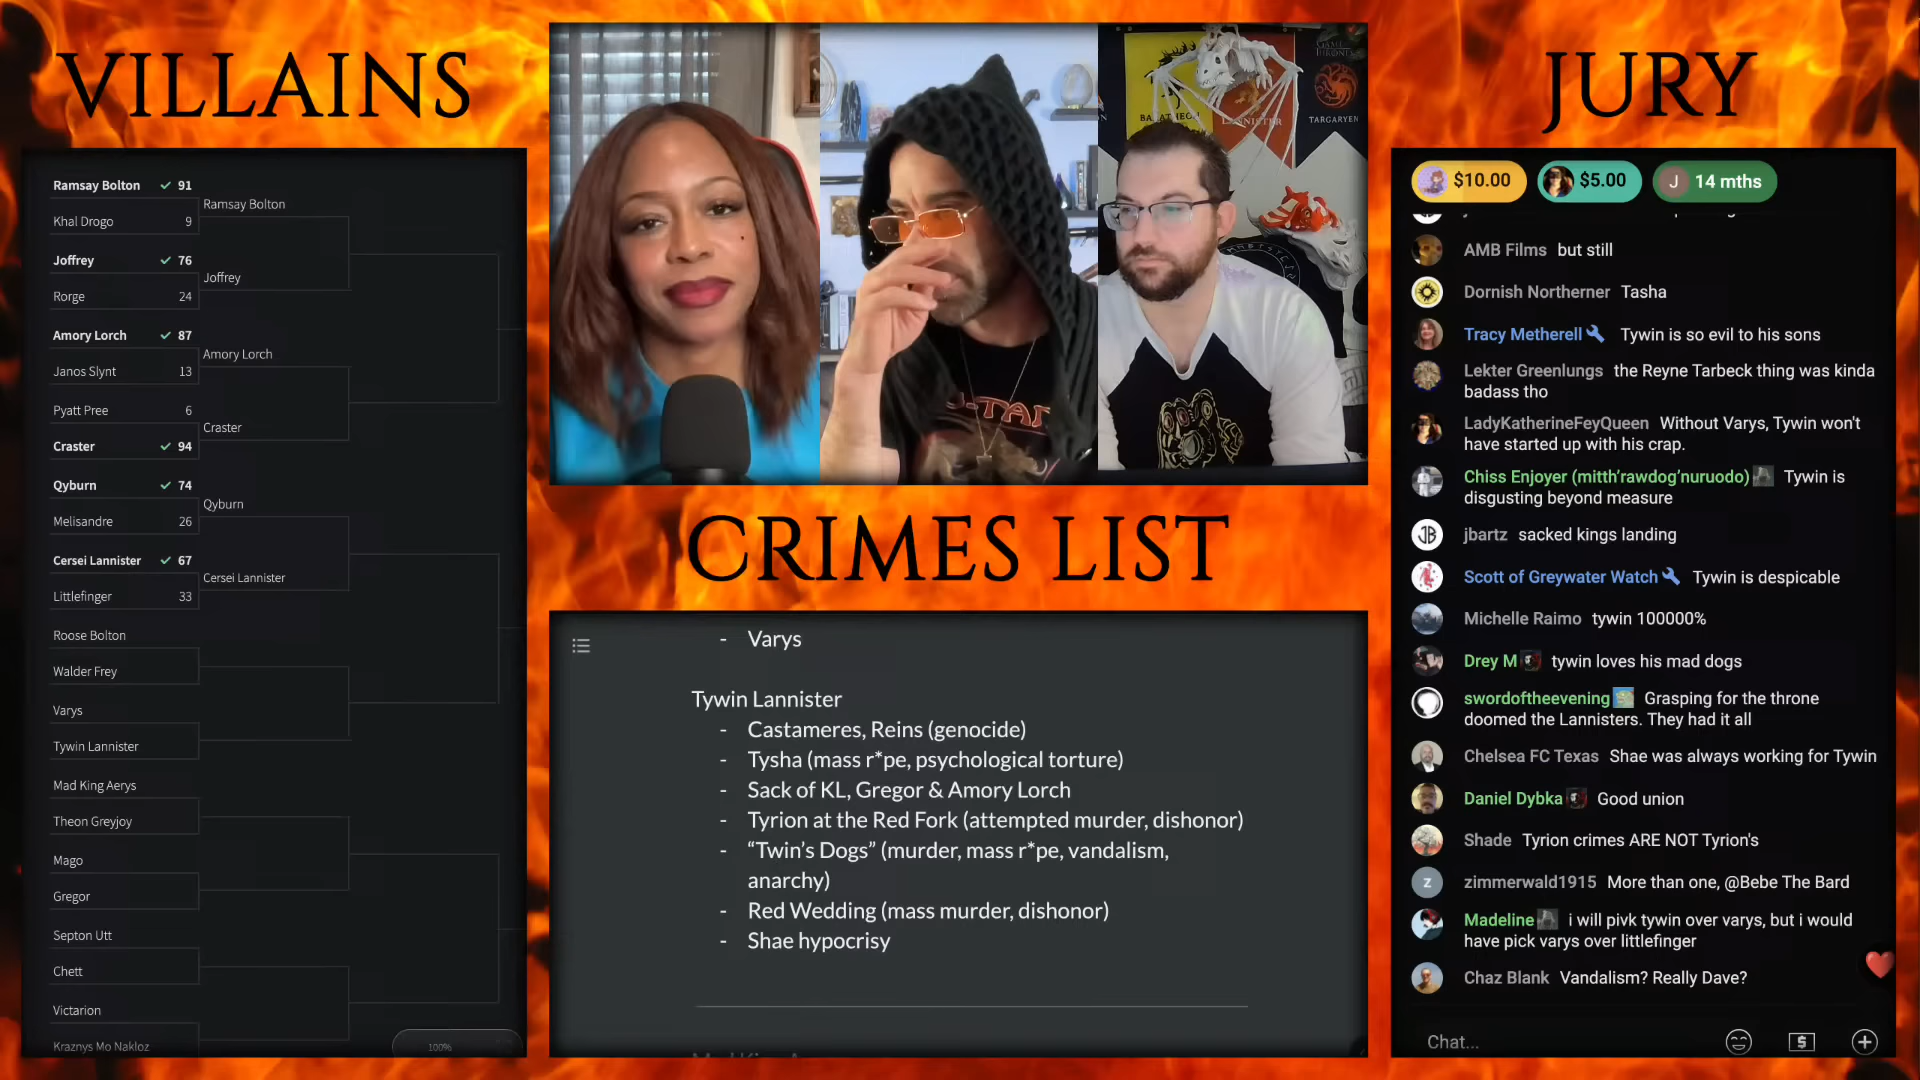 VILLAINS
Ramsay Bolton ✓ 91
Khal Drogo 9
Ramsay Bolton
Joffrey ✓ 76
Rorge 24
Joffrey
Amory Lorch ✓ 87
Janos Slynt 13
Amory Lorch
Pyatt Pree 6
Craster ✓ 94
Craster
Qyburn ✓ 74
Melisandre 26
Qyburn
Cersei Lannister ✓ 67
Littlefinger 33
Cersei Lannister
Roose Bolton
Walder Frey
Varys
Tywin Lannister
Mad King Aerys
Theon Greyjoy
Mago
Gregor
Septon Utt
Chett
Victarion
Kraznys Mo Nakloz
100%
GAME THRONES
LANNISTER
TARGARYEN
CRIMES LIST
- Varys
Tywin Lannister
- Castameres, Reins (genocide)
- Tysha (mass r*pe, psychological torture)
- Sack of KL, Gregor & Amory Lorch
- Tyrion at the Red Fork (attempted murder, dishonor)
- “Twin’s Dogs” (murder, mass r*pe, vandalism,
anarchy)
- Red Wedding (mass murder, dishonor)
- Shae hypocrisy
JURY
$10.00 $5.00 J 14 mths
AMB Films but still
Dornish Northerner Tasha
Tracy Metherell Tywin is so evil to his sons
Lekter Greenlungs the Reyne Tarbeck thing was kinda
badass tho
LadyKatherineFeyQueen Without Varys, Tywin won't
have started up with his crap.
Chiss Enjoyer (mitth’rawdog’nuruodo) Tywin is
disgusting beyond measure
JB jbartz sacked kings landing
Scott of Greywater Watch Tywin is despicable
Michelle Raimo tywin 100000%
Drey M tywin loves his mad dogs
swordoftheevening Grasping for the throne
doomed the Lannisters. They had it all
Chelsea FC Texas Shae was always working for Tywin
Daniel Dybka Good union
Shade Tyrion crimes ARE NOT Tyrion's
z zimmerwald1915 More than one, @Bebe The Bard
Madeline i will pivk tywin over varys, but i would
have pick varys over littlefinger
Chaz Blank Vandalism? Really Dave?
Chat...